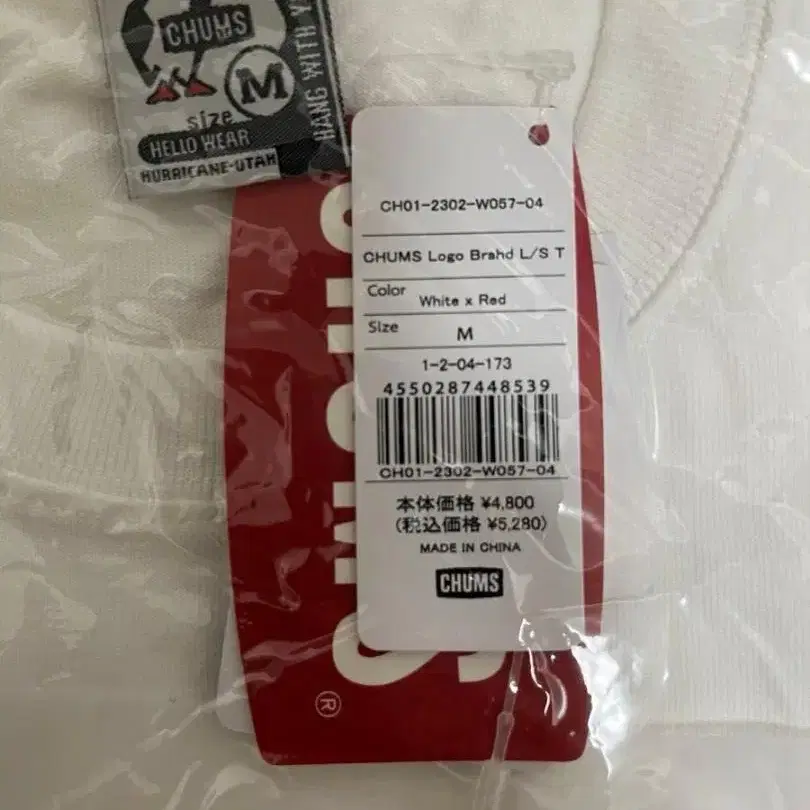 CHUMS
M
size
HELLO WEAR
HURRICANE-UTAH
HANG WITH
CH01-2302-W057-04
CHUMS Logo Brahd L/S T
Color White x Red
Size M
1-2-04-173
4550287448539
CH01-2302-W057-04
本体価格 ¥4,800
(税込価格 ¥5,280)
MADE IN CHINA
CHUMS
®